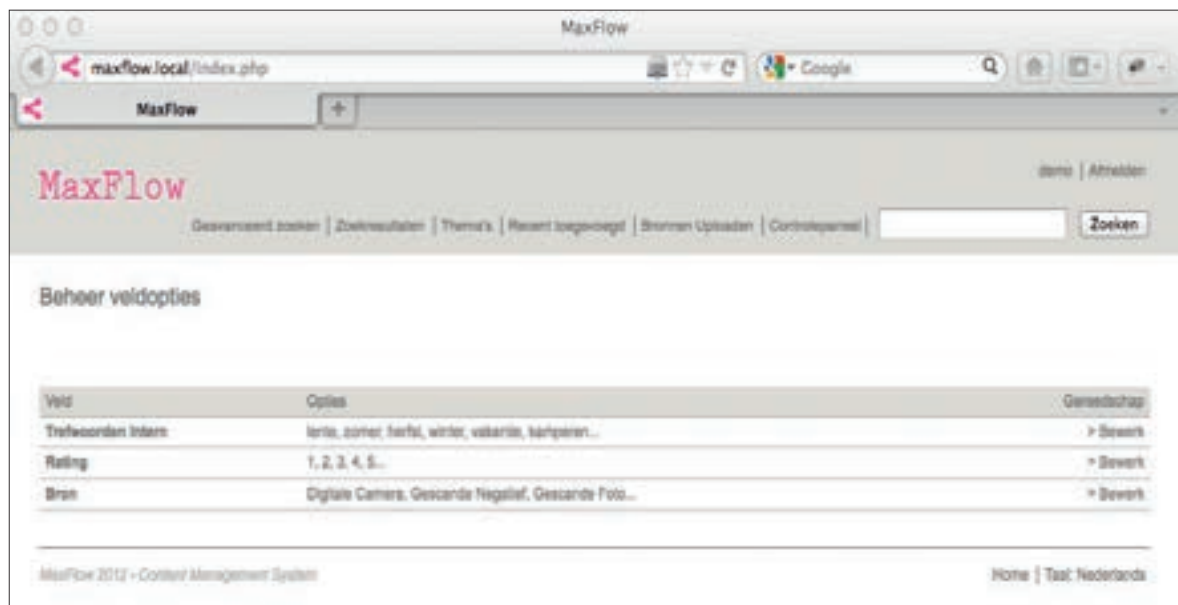 MaxFlow
maxflow.local/index.php
Google
MaxFlow
demo | Afmelden
MaxFlow
Geavanceerd zoeken | Zoekresultaten | Thema's | Recent toegevoegd | Bronnen Uploaden | Controlepaneel |
Zoeken
Beheer veldopties
Veld Opties Gereedschap
Trefwoorden Intern lente, zomer, herfst, winter, vakantie, kamperen... > Bewerk
Rating 1, 2, 3, 4, 5... > Bewerk
Bron Digitale Camera, Gescande Negatief, Gescande Foto... > Bewerk
MaxFlow 2012 - Content Management System
Home | Taal: Nederlands